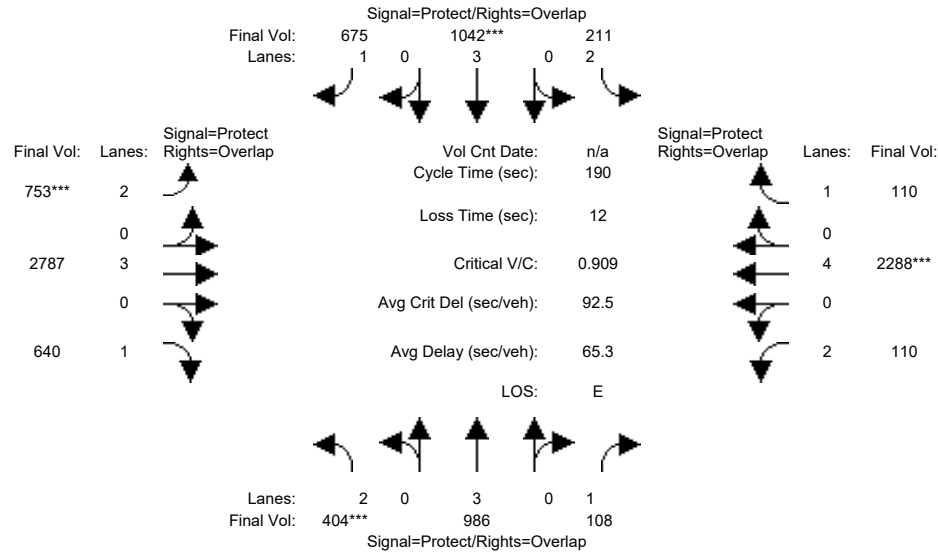 Signal=Protect/Rights=Overlap
Final Vol: 675 1042*** 211
Lanes: 1 0 3 0 2
Signal=Protect
Final Vol: Lanes: Rights=Overlap
Vol Cnt Date: n/a
Signal=Protect
Rights=Overlap Lanes: Final Vol:
Cycle Time (sec): 190
753*** 2
1 110
Loss Time (sec): 12
0
0
2787 3
Critical V/C: 0.909
4 2288***
0
Avg Crit Del (sec/veh): 92.5
0
640 1
Avg Delay (sec/veh): 65.3
2 110
LOS: E
Lanes: 2 0 3 0 1
Final Vol: 404*** 986 108
Signal=Protect/Rights=Overlap